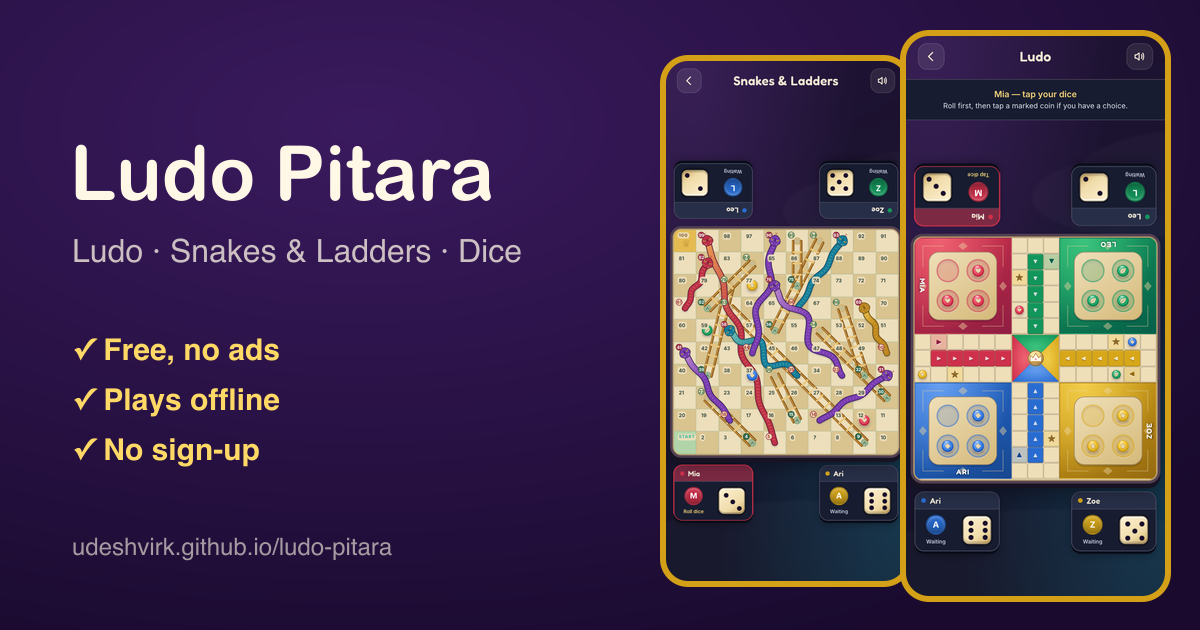 Ludo Pitara
Ludo · Snakes & Ladders · Dice
✓ Free, no ads
✓ Plays offline
✓ No sign-up
udeshvirk.github.io/ludo-pitara
Snakes & Ladders
Waiting
L
Leo
Waiting
Z
Zoe
START
Mia
M
Roll dice
Ari
A
Waiting
Ludo
Mia — tap your dice
Roll first, then tap a marked coin if you have a choice.
Tap dice
M
Mia
Waiting
L
Leo
MIA
LEO
ARI
ZOE
Ari
A
Waiting
Zoe
Z
Waiting